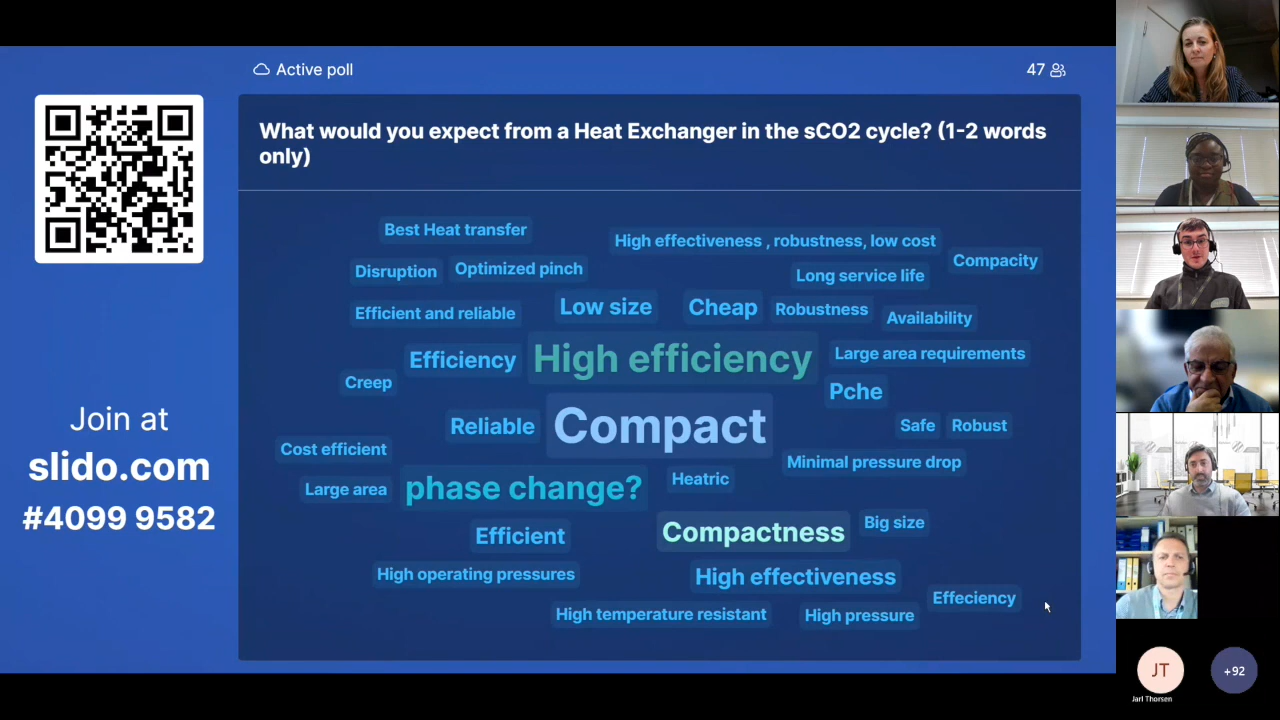 Active poll
47
What would you expect from a Heat Exchanger in the sCO2 cycle? (1-2 words
only)
Best Heat transfer
High effectiveness , robustness, low cost
Compacity
Disruption
Optimized pinch
Long service life
Efficient and reliable
Low size
Cheap
Robustness
Availability
Efficiency
High efficiency
Large area requirements
Creep
Pche
Reliable
Compact
Safe
Robust
Cost efficient
Minimal pressure drop
Large area
phase change?
Heatric
Efficient
Compactness
Big size
High operating pressures
High effectiveness
Effeciency
High temperature resistant
High pressure
Join at
slido.com
#4099 9582
JT
Jarl Thorsen
+92